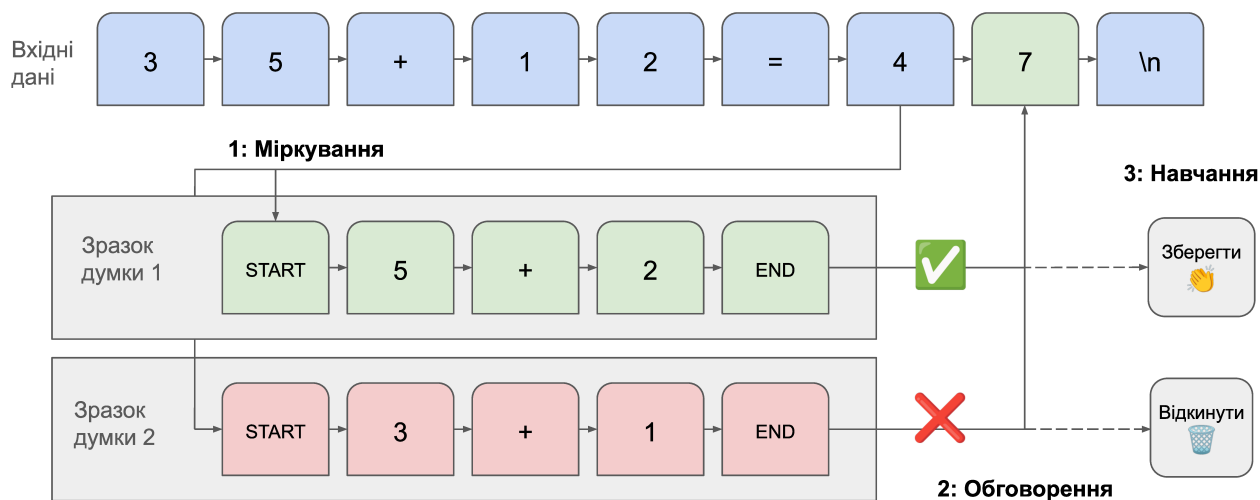 Вхідні
дані
3 5 + 1 2 = 4 7 \n
1: Міркування
3: Навчання
Зразок
думки 1
START 5 + 2 END
Зберегти
Зразок
думки 2
START 3 + 1 END
Відкинути
2: Обговорення